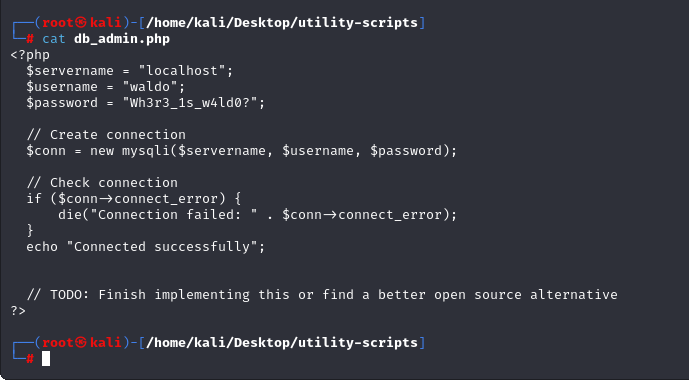 ┌──(root㉿kali)-[/home/kali/Desktop/utility-scripts]
└─# cat db_admin.php
<?php
  $servername = "localhost";
  $username = "waldo";
  $password = "Wh3r3_1s_w4ld0?";

  // Create connection
  $conn = new mysqli($servername, $username, $password);

  // Check connection
  if ($conn->connect_error) {
      die("Connection failed: " . $conn->connect_error);
  }
  echo "Connected successfully";


  // TODO: Finish implementing this or find a better open source alternative
?>

┌──(root㉿kali)-[/home/kali/Desktop/utility-scripts]
└─#